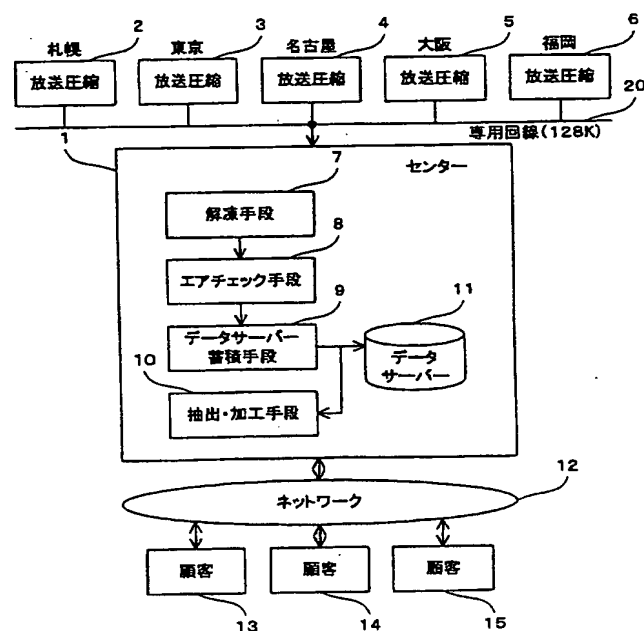 2 3 4 5 6
札幌 東京 名古屋 大阪 福岡
放送圧縮 放送圧縮 放送圧縮 放送圧縮 放送圧縮
20
専用回線(128K)
1
センター
7
解凍手段
8
エアチェック手段
9
11
データサーバー
蓄積手段
データ
サーバー
10
抽出・加工手段
12
ネットワーク
顧客 顧客 顧客
13 14 15